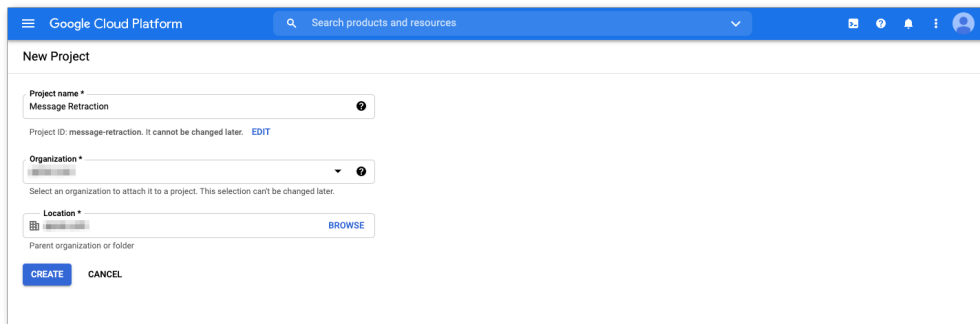 Google Cloud Platform
Search products and resources
New Project
Project name *
Message Retraction
Project ID: message-retraction. It cannot be changed later. EDIT
Organization *
Select an organization to attach it to a project. This selection can't be changed later.
Location *
BROWSE
Parent organization or folder
CREATE CANCEL